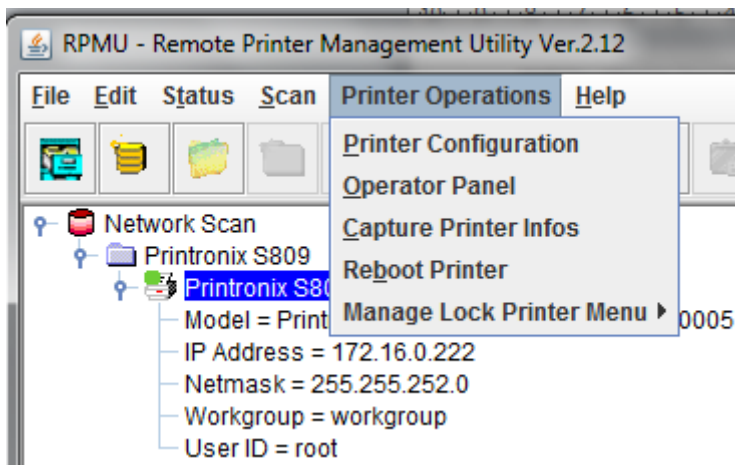 RPMU - Remote Printer Management Utility Ver.2.12
File Edit Status Scan Printer Operations Help
Printer Configuration
Operator Panel
Capture Printer Infos
Reboot Printer
Manage Lock Printer Menu
Network Scan
Printronix S809
Printronix
Model = 0005
IP Address = 172.16.0.222
Netmask = 255.255.252.0
Workgroup = workgroup
User ID = root